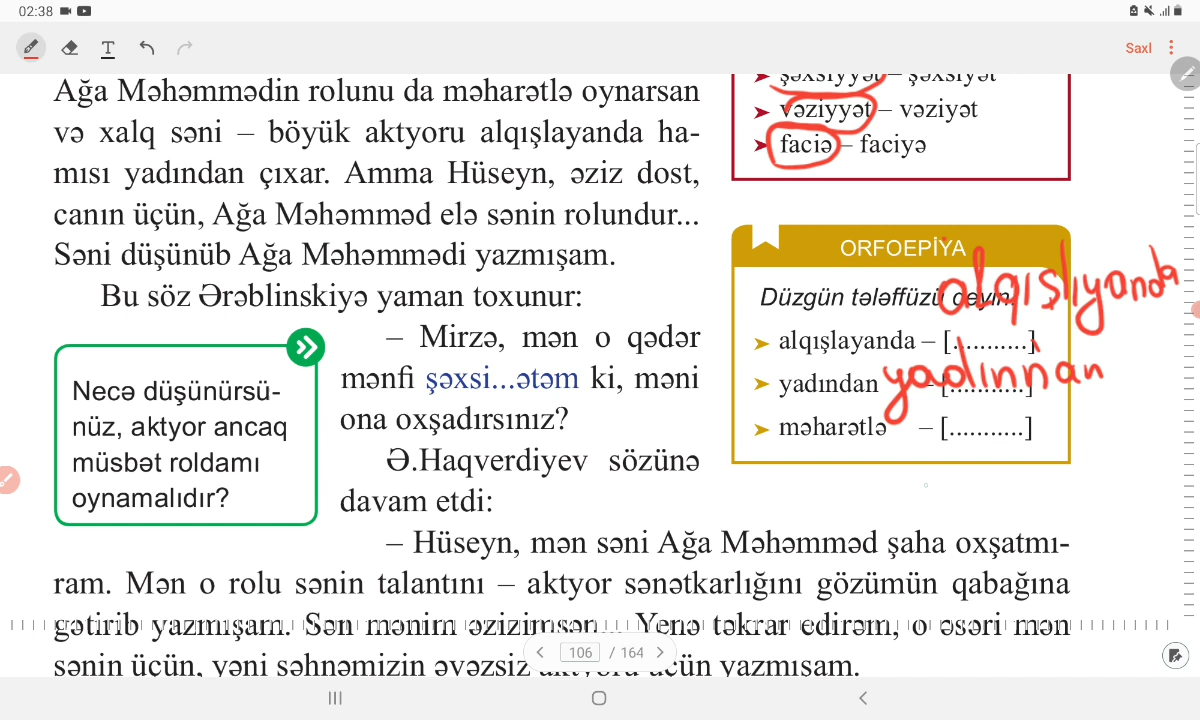 02:38
Saxl
Ağa Məhəmmədin rolunu da məharətlə oynarsan
və xalq səni – böyük aktyoru alqışlayanda ha-
mısı yadından çıxar. Amma Hüseyn, əziz dost,
canın üçün, Ağa Məhəmməd elə sənin rolundur...
Səni düşünüb Ağa Məhəmmədi yazmışam.
Bu söz Ərəblinskiyə yaman toxunur:
– Mirzə, mən o qədər
mənfi şəxsi...ətəm ki, məni
ona oxşadırsınız?
Ə.Haqverdiyev sözünə
davam etdi:
Necə düşünürsü-
nüz, aktyor ancaq
müsbət roldamı
oynamalıdır?
– Hüseyn, mən səni Ağa Məhəmməd şaha oxşatmı-
ram. Mən o rolu sənin talantını – aktyor sənətkarlığını gözümün qabağına
gətirib yazmışam. Sən mənim əzizimsən... Yenə təkrar edirəm, o əsəri mən
sənin üçün, yəni səhnəmizin əvəzsiz aktyoru üçün yazmışam.
şəxsiyyət – şəxsiyət
vəziyyət – vəziyət
faciə – faciyə
ORFOEPİYA
Düzgün tələffüzü deyin.
alqışlıyanda
alqışlayanda – [...........]
yadından – [...........]
yadınnan
məharətlə – [...........]
106 / 164